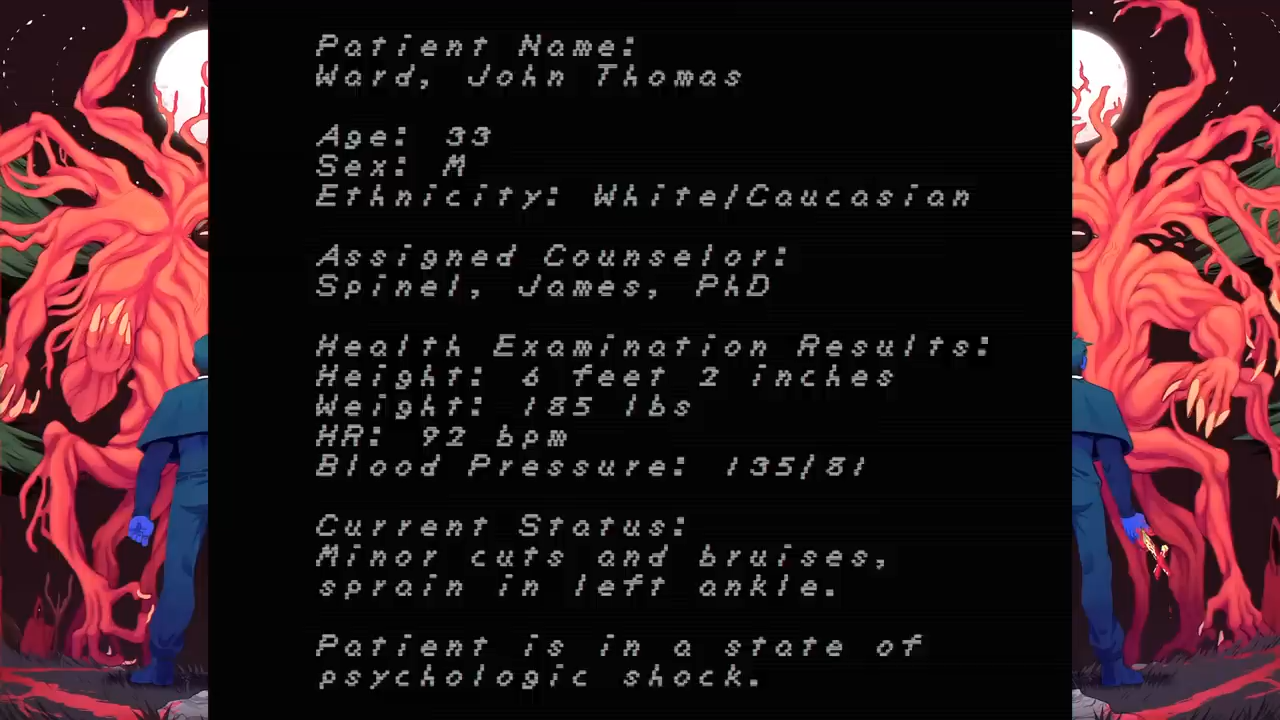 Patient Name:
Ward, John Thomas
Age: 33
Sex: M
Ethnicity: White/Caucasian
Assigned Counselor:
Spinel, James, PhD
Health Examination Results:
Height: 6 feet 2 inches
Weight: 185 lbs
HR: 92 bpm
Blood Pressure: 135/81
Current Status:
Minor cuts and bruises,
sprain in left ankle.
Patient is in a state of
psychologic shock.